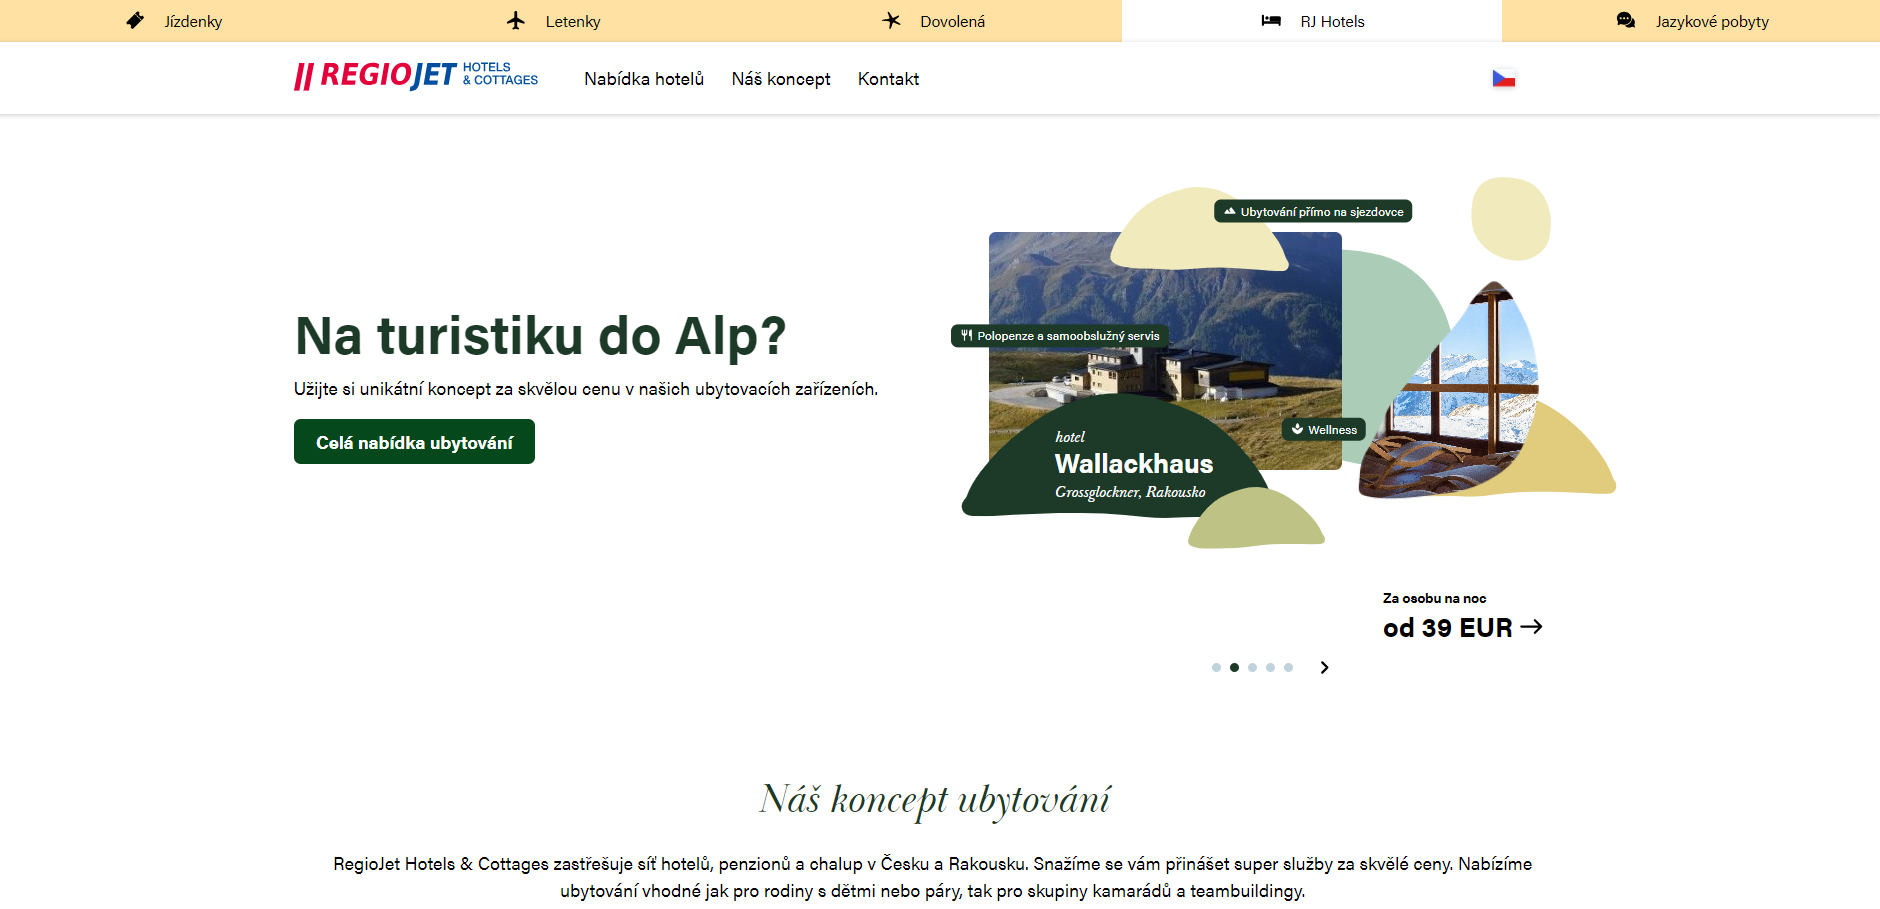 Jízdenky
Letenky
Dovolená
RJ Hotels
Jazykové pobyty
REGIOJET HOTELS & COTTAGES
Nabídka hotelů
Náš koncept
Kontakt
Na turistiku do Alp?
Užijte si unikátní koncept za skvělou cenu v našich ubytovacích zařízeních.
Celá nabídka ubytování
Ubytování přímo na sjezdovce
Polopenze a samoobslužný servis
Wellness
hotel
Wallackhaus
Grossglockner, Rakousko
Za osobu na noc
od 39 EUR
Náš koncept ubytování
RegioJet Hotels & Cottages zastřešuje síť hotelů, penzionů a chalup v Česku a Rakousku. Snažíme se vám přinášet super služby za skvělé ceny. Nabízíme
ubytování vhodné jak pro rodiny s dětmi nebo páry, tak pro skupiny kamarádů a teambuildingy.